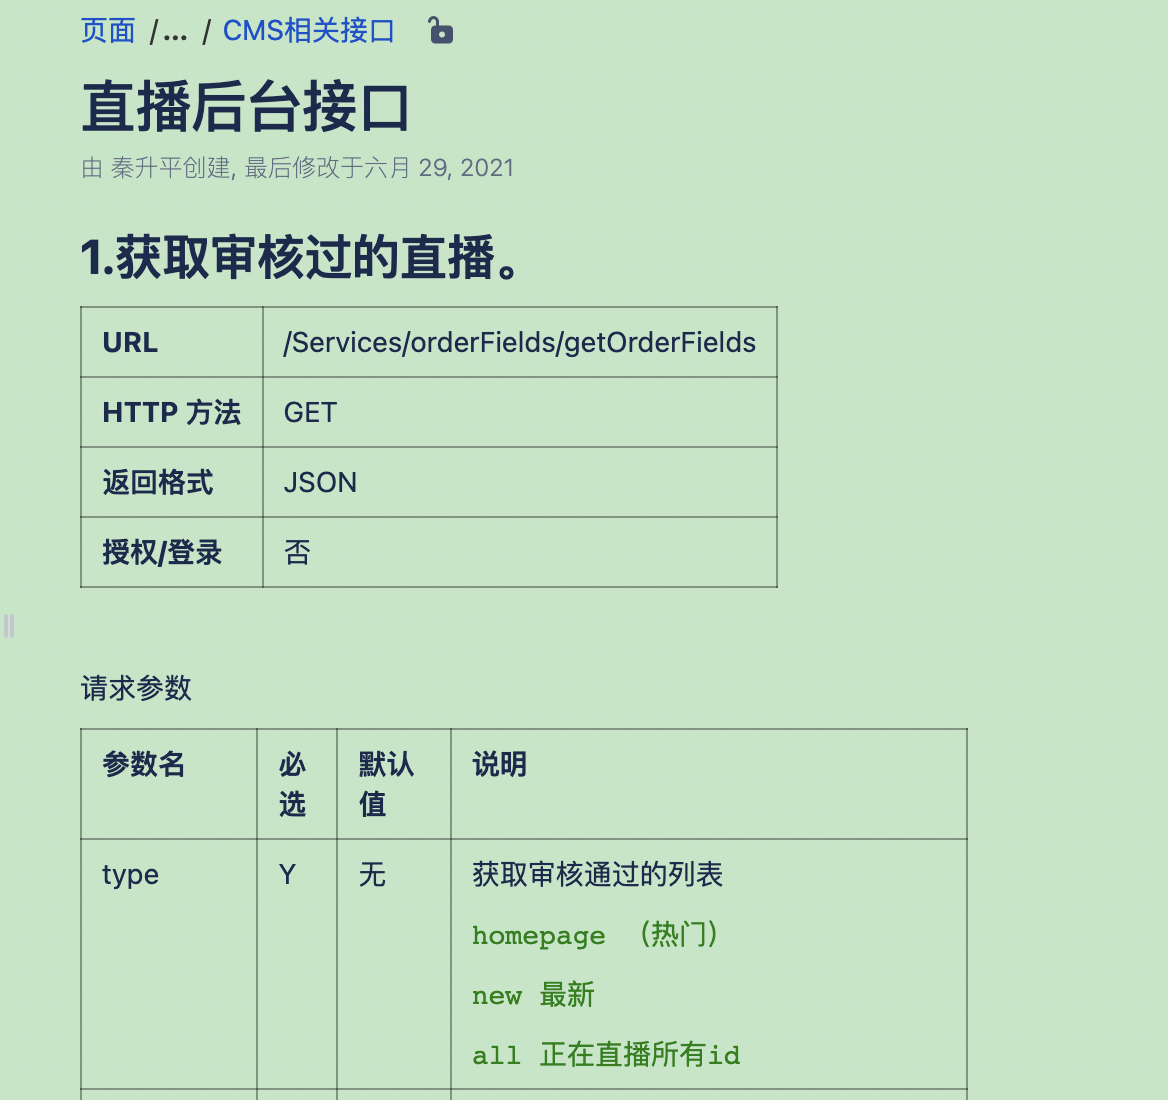 页面 /... / CMS相关接口
直播后台接口
由 秦升平创建, 最后修改于六月 29, 2021
1.获取审核过的直播。
URL /Services/orderFields/getOrderFields
HTTP 方法 GET
返回格式 JSON
授权/登录 否
请求参数
参数名 必选 默认值 说明
type Y 无 获取审核通过的列表
homepage （热门）
new 最新
all 正在直播所有id